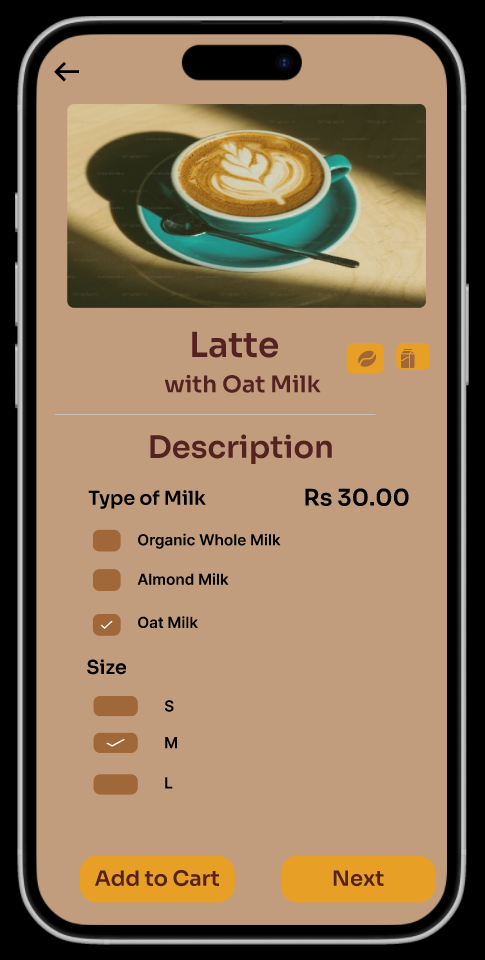 Latte
with Oat Milk
Description
Type of Milk Rs 30.00
Organic Whole Milk
Almond Milk
Oat Milk
Size
S
M
L
Add to Cart Next